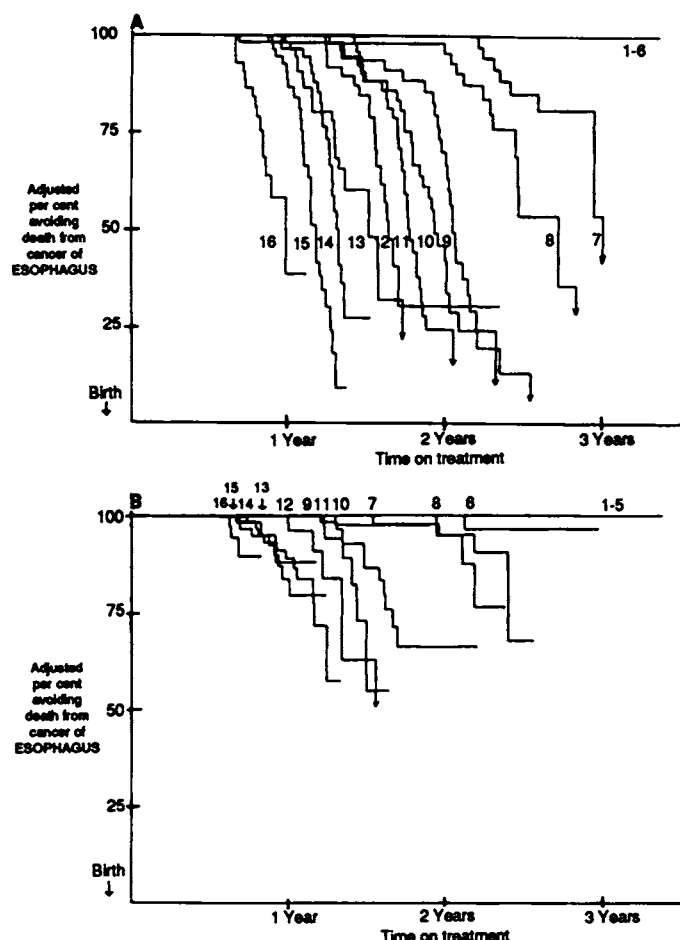 A
100
1-6
75
Adjusted
per cent
avoiding
death from
cancer of
ESOPHAGUS
50
16 15 14 13 12 11 10 9 8 7
25
Birth
↓
1 Year 2 Years 3 Years
Time on treatment
15 13
16↓ 14 ↓ 12 9 11 10 7 8 6 1-5
B
100
75
Adjusted
per cent
avoiding
death from
cancer of
ESOPHAGUS
50
25
Birth
↓
1 Year 2 Years 3 Years
Time on treatment